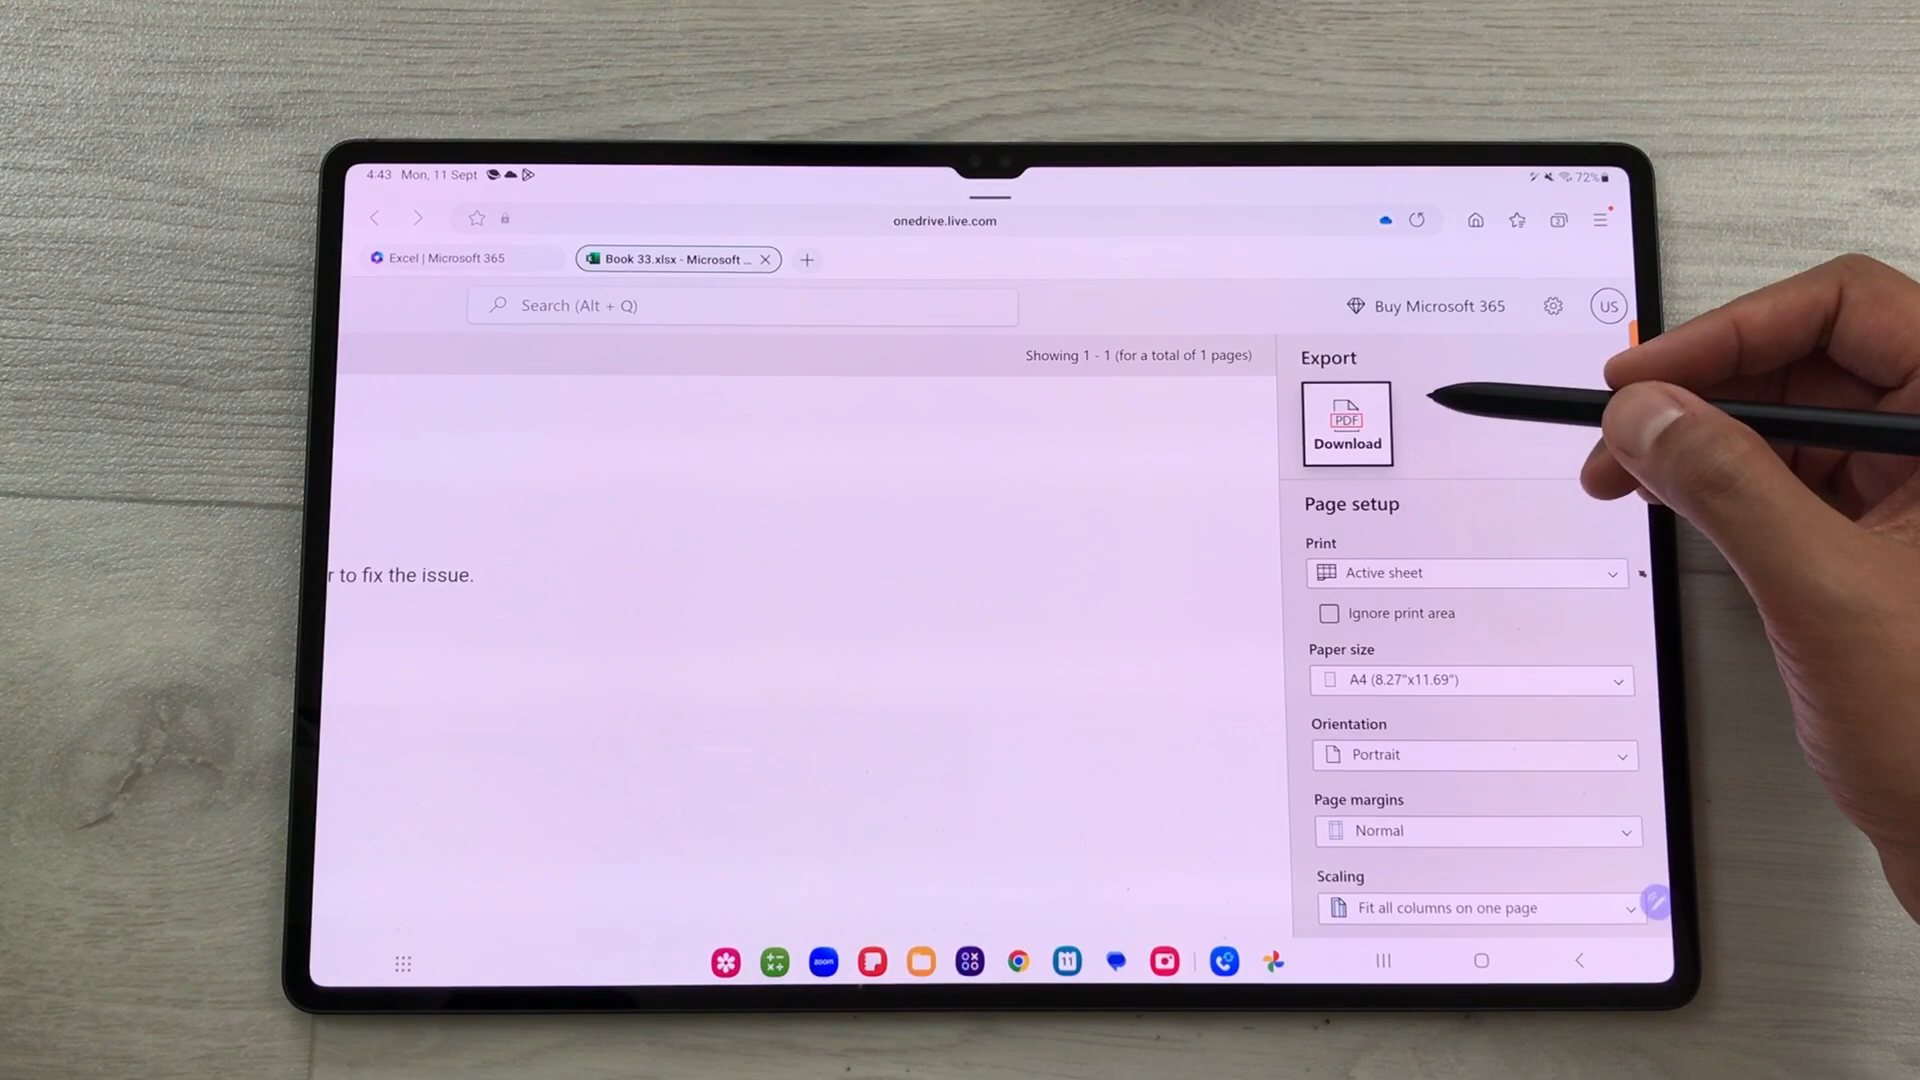 4:43 Mon, 11 Sept
72%
onedrive.live.com
2
Excel | Microsoft 365
Book 33.xlsx - Microsoft ...
Search (Alt + Q)
Buy Microsoft 365
US
Showing 1 - 1 (for a total of 1 pages)
Export
PDF
Download
r to fix the issue.
Page setup
Print
Active sheet
Ignore print area
Paper size
A4 (8.27"x11.69")
Orientation
Portrait
Page margins
Normal
Scaling
Fit all columns on one page
zoom
11